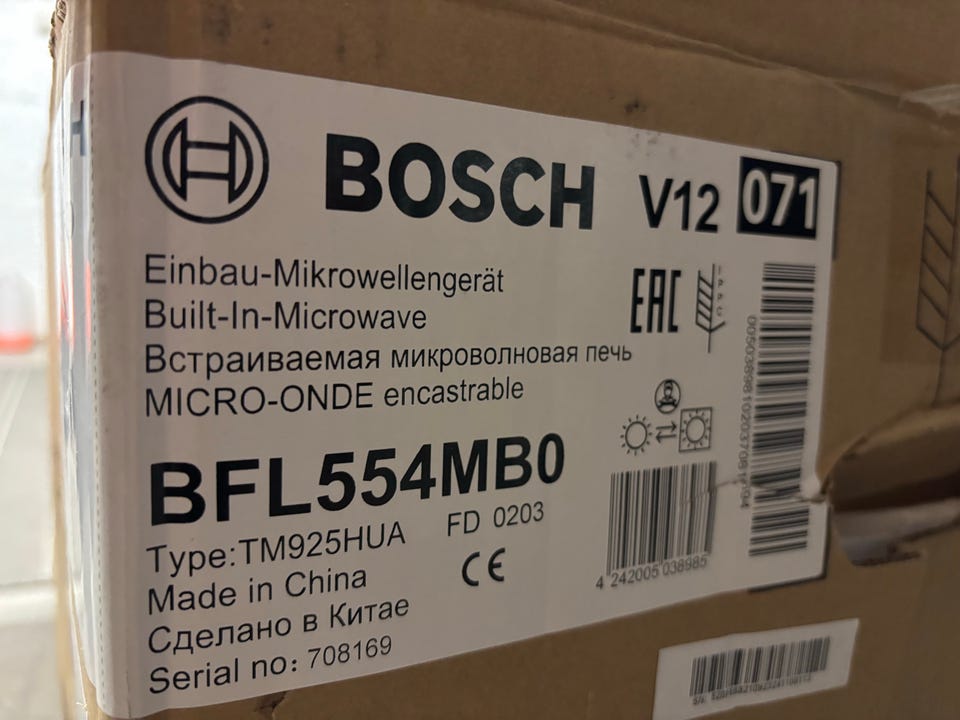 BOSCH V12 071
Einbau-Mikrowellengerät
Built-In-Microwave
Встраиваемая микроволновая печь
MICRO-ONDE encastrable
EAC
BFL554MB0
Type:TM925HUA FD 0203
Made in China
CE
Сделано в Китае
Serial no: 708169
4 242005 038985